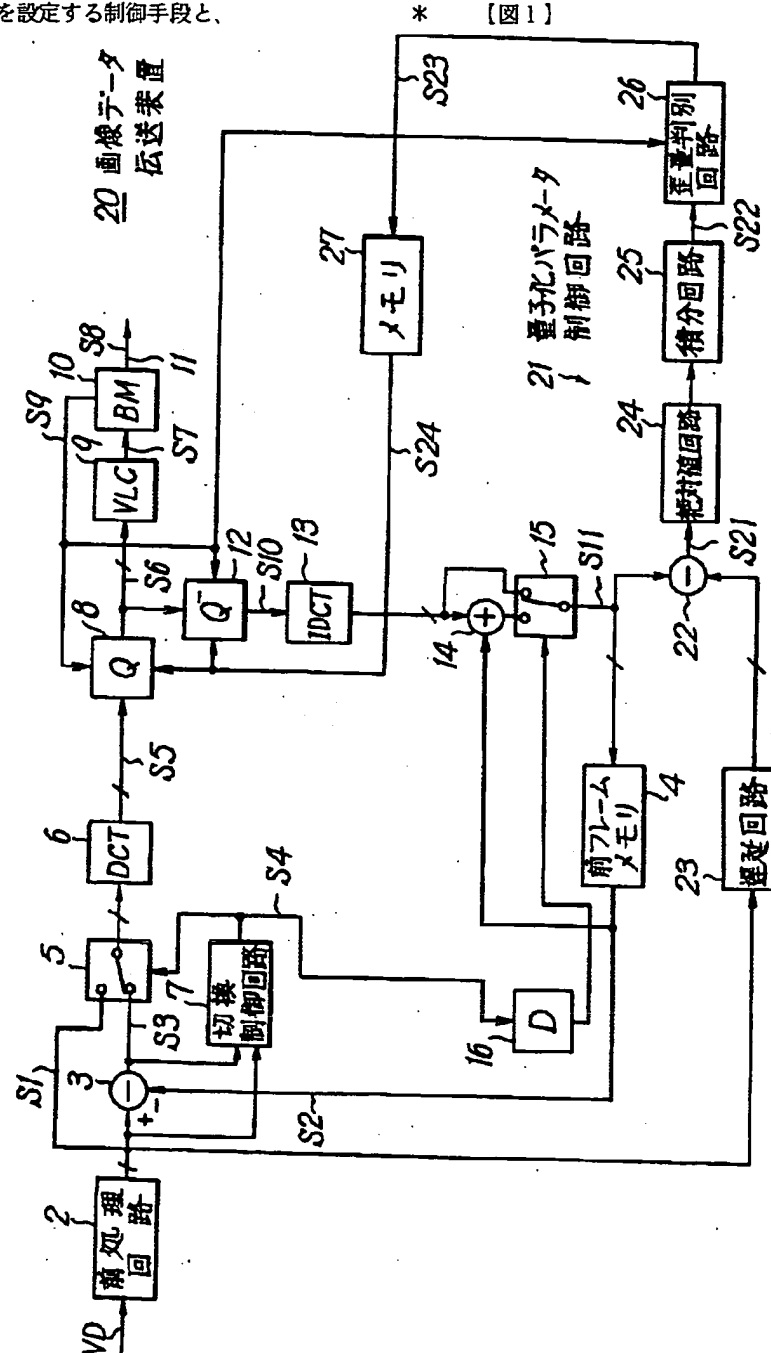 を設定する制御手段と、
* 【図1】
20 画像データ
伝送装置
21 量子化パラメータ
制御回路
VD
2
前処理
回路
S1
3
+
-
S2
S3
5
7
切換
制御回路
S4
6
DCT
S5
8
Q
S6
9
VLC
S7
10
BM
S8
11
S9
12
Q⁻
S10
13
IDCT
14
+
15
S11
16
D
4
前フレーム
メモリ
22
-
S21
23
遅延回路
24
絶対値回路
25
積分回路
S22
26
歪量判別
回路
S23
27
メモリ
S24